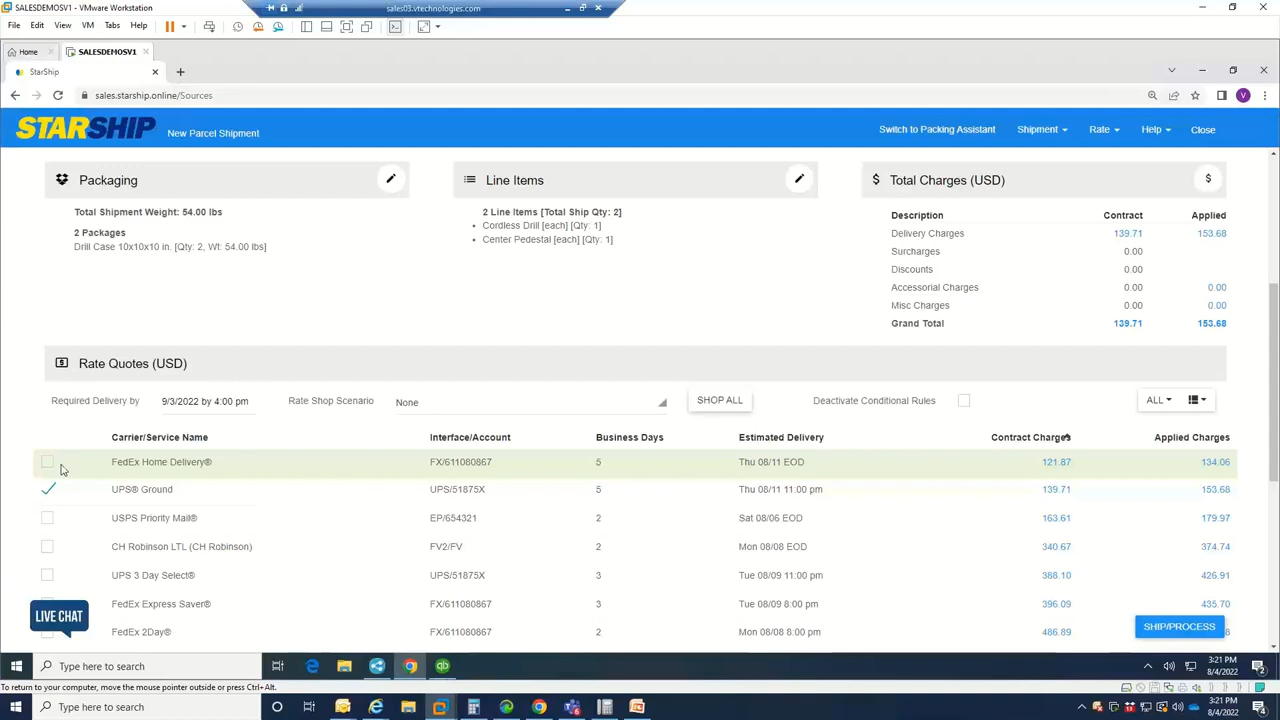 SALESDEMOSV1 - VMware Workstation
sales03.vtechnologies.com
File Edit View VM Tabs Help
Home SALESDEMOSV1
StarShip
sales.starship.online/Sources
V
STARSHIP New Parcel Shipment Switch to Packing Assistant Shipment Rate Help Close
Packaging
Total Shipment Weight: 54.00 lbs
2 Packages
Drill Case 10x10x10 in. [Qty: 2, Wt: 54.00 lbs]
Line Items
2 Line Items [Total Ship Qty: 2]
Cordless Drill [each] [Qty: 1]
Center Pedestal [each] [Qty: 1]
$ Total Charges (USD) $
Description Contract Applied
Delivery Charges 139.71 153.68
Surcharges 0.00
Discounts 0.00
Accessorial Charges 0.00 0.00
Misc Charges 0.00 0.00
Grand Total 139.71 153.68
Rate Quotes (USD)
Required Delivery by 9/3/2022 by 4:00 pm Rate Shop Scenario None SHOP ALL Deactivate Conditional Rules ALL
Carrier/Service Name Interface/Account Business Days Estimated Delivery Contract Charges Applied Charges
FedEx Home Delivery® FX/611080867 5 Thu 08/11 EOD 121.87 134.06
UPS® Ground UPS/51875X 5 Thu 08/11 11:00 pm 139.71 153.68
USPS Priority Mail® EP/654321 2 Sat 08/06 EOD 163.61 179.97
CH Robinson LTL (CH Robinson) FV2/FV 2 Mon 08/08 EOD 340.67 374.74
UPS 3 Day Select® UPS/51875X 3 Tue 08/09 11:00 pm 388.10 426.91
FedEx Express Saver® FX/611080867 3 Tue 08/09 8:00 pm 396.09 435.70
FedEx 2Day® FX/611080867 2 Mon 08/08 8:00 pm 486.89
LIVE CHAT
SHIP/PROCESS
Type here to search
3:21 PM
8/4/2022
2
To return to your computer, move the mouse pointer outside or press Ctrl+Alt.
Type here to search
3:21 PM
8/4/2022
2